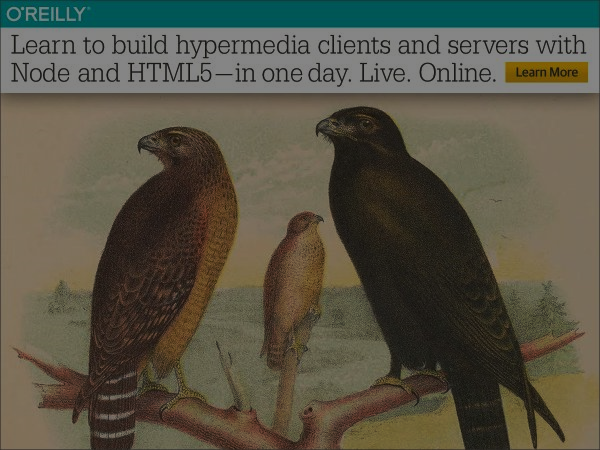 O'REILLY®
Learn to build hypermedia clients and servers with
Node and HTML5—in one day. Live. Online. Learn More